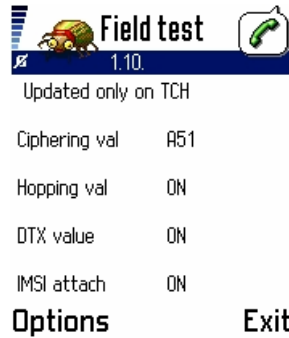 Field test
1.10.
Updated only on TCH
Ciphering val A51
Hopping val ON
DTX value ON
IMSI attach ON
Options Exit